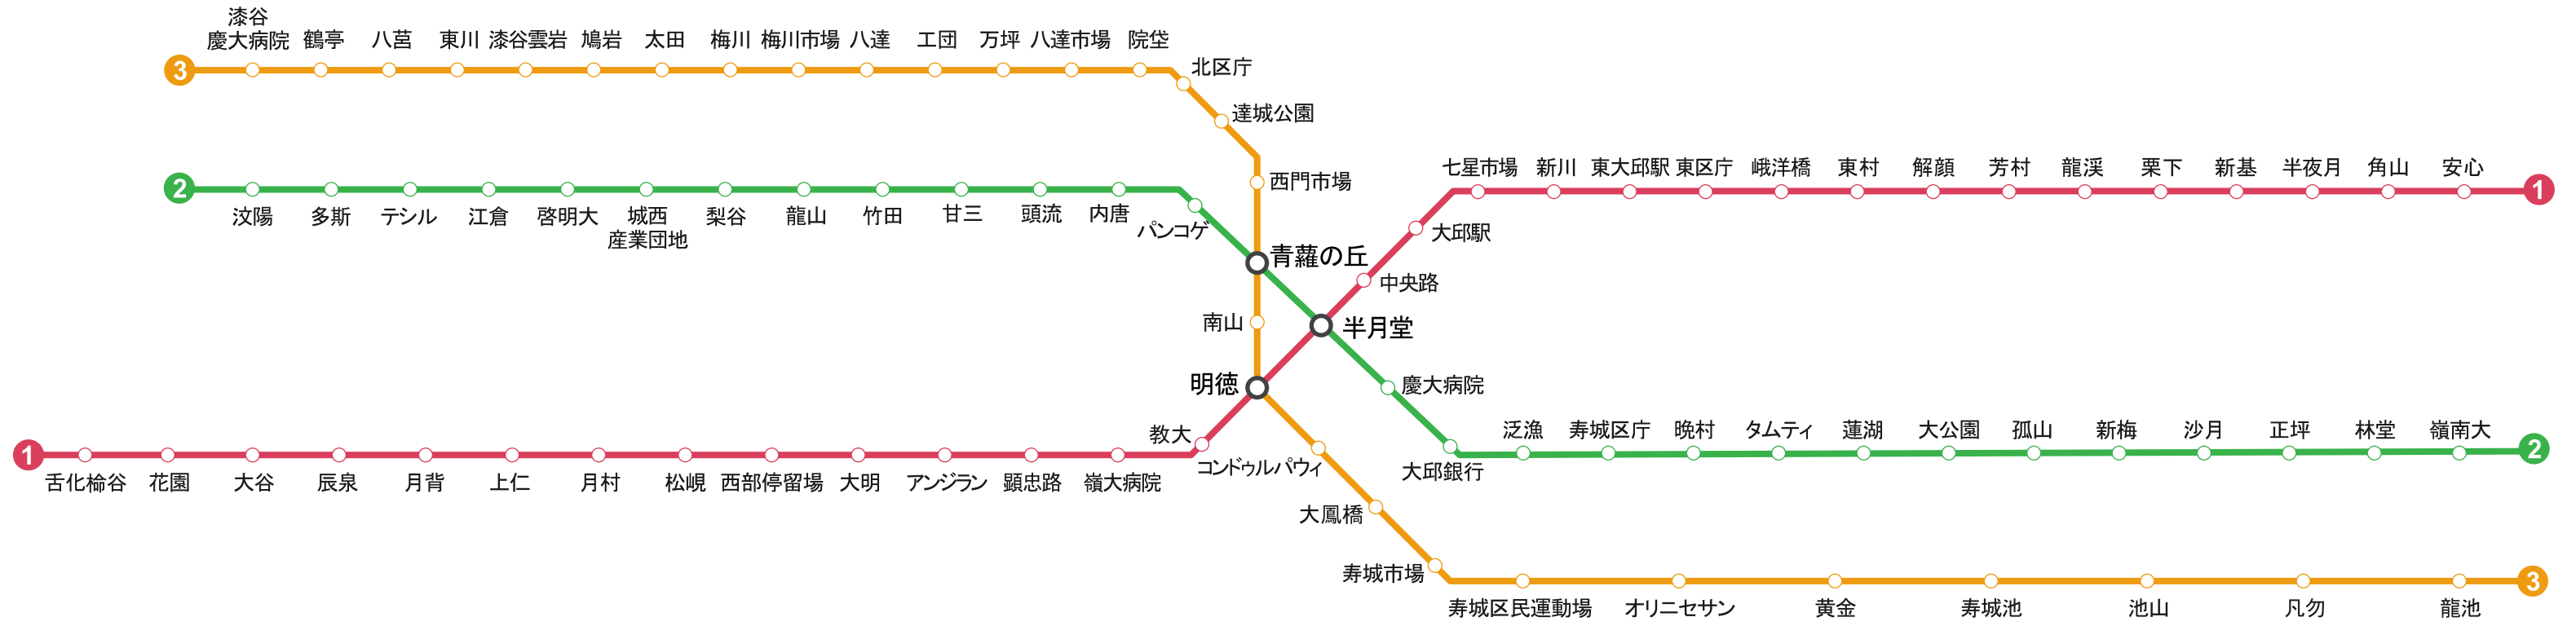 漆谷
慶大病院
鶴亭
八莒
東川
漆谷雲岩
鳩岩
太田
梅川
梅川市場
八達
工団
万坪
八達市場
院垈
3
北区庁
達城公園
西門市場
七星市場
新川
東大邱駅
東区庁
峨洋橋
東村
解顔
芳村
龍渓
栗下
新基
半夜月
角山
安心
2
1
汶陽
多斯
テシル
江倉
啓明大
城西
産業団地
梨谷
龍山
竹田
甘三
頭流
内唐
パンコゲ
大邱駅
青蘿の丘
中央路
南山
半月堂
明徳
慶大病院
教大
泛漁
寿城区庁
晩村
タムティ
蓮湖
大公園
孤山
新梅
沙月
正坪
林堂
嶺南大
1
2
コンドゥルパウィ
大邱銀行
舌化楡谷
花園
大谷
辰泉
月背
上仁
月村
松峴
西部停留場
大明
アンジラン
顕忠路
嶺大病院
大鳳橋
寿城市場
3
寿城区民運動場
オリニセサン
黄金
寿城池
池山
凡勿
龍池